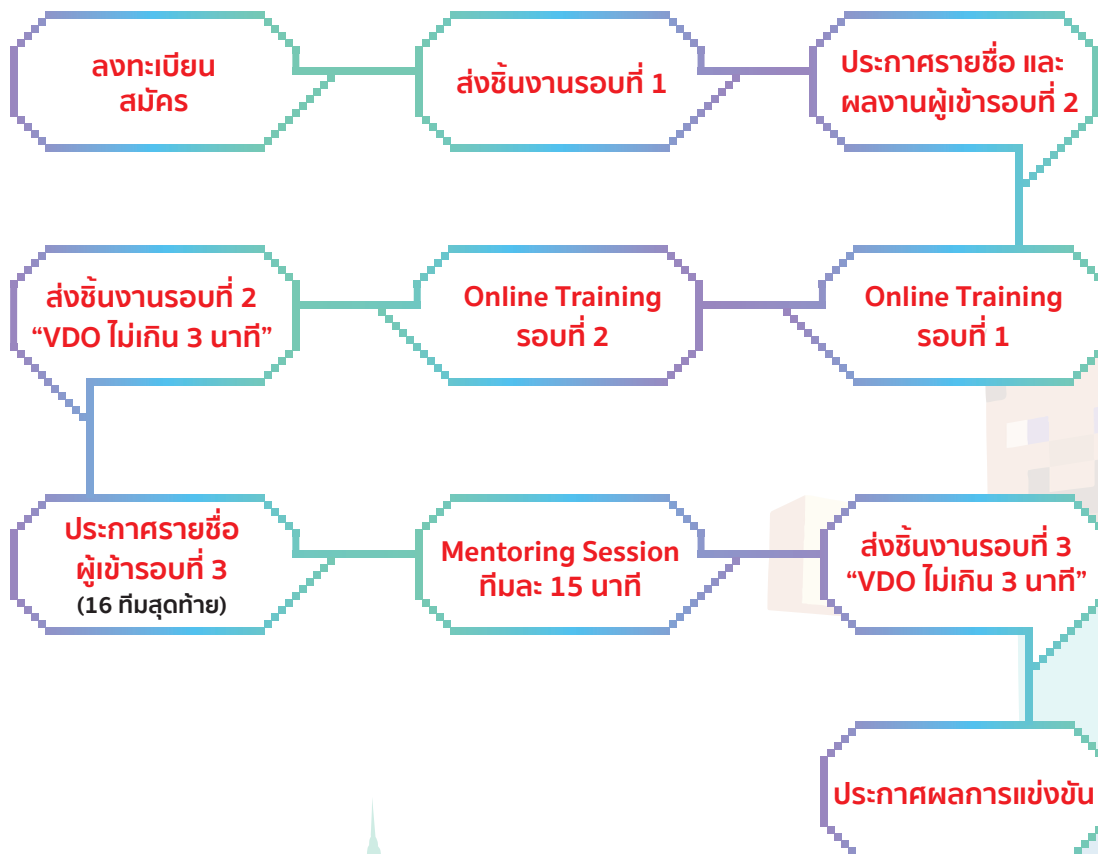 ลงทะเบียน
สมัคร
ส่งชิ้นงานรอบที่ 1
ประกาศรายชื่อ และ
ผลงานผู้เข้ารอบที่ 2
Online Training
รอบที่ 1
Online Training
รอบที่ 2
ส่งชิ้นงานรอบที่ 2
“VDO ไม่เกิน 3 นาที”
ประกาศรายชื่อ
ผู้เข้ารอบที่ 3
(16 ทีมสุดท้าย)
Mentoring Session
ทีมละ 15 นาที
ส่งชิ้นงานรอบที่ 3
“VDO ไม่เกิน 3 นาที”
ประกาศผลการแข่งขัน